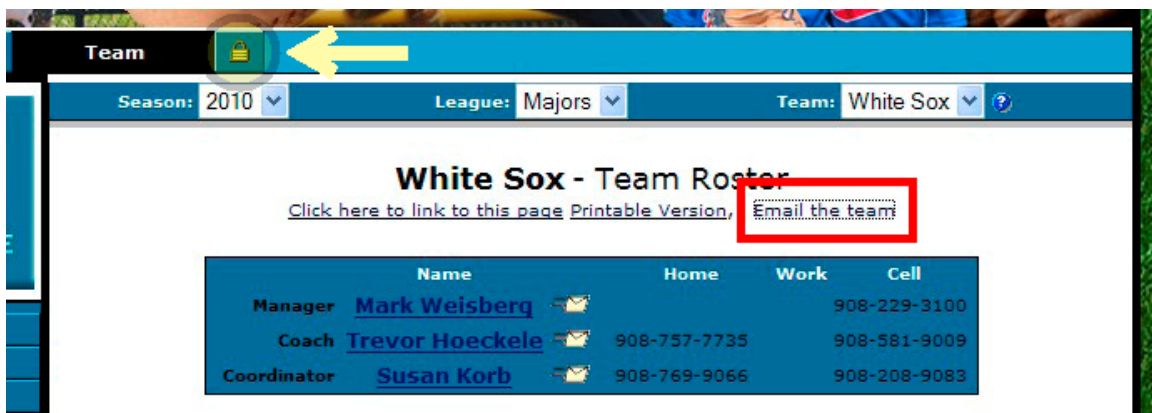 Team
Season: 2010 League: Majors Team: White Sox
White Sox - Team Roster
Click here to link to this page Printable Version, Email the team
Name Home Work Cell
Manager Mark Weisberg 908-229-3100
Coach Trevor Hoeckele 908-757-7735 908-581-9009
Coordinator Susan Korb 908-769-9066 908-208-9083